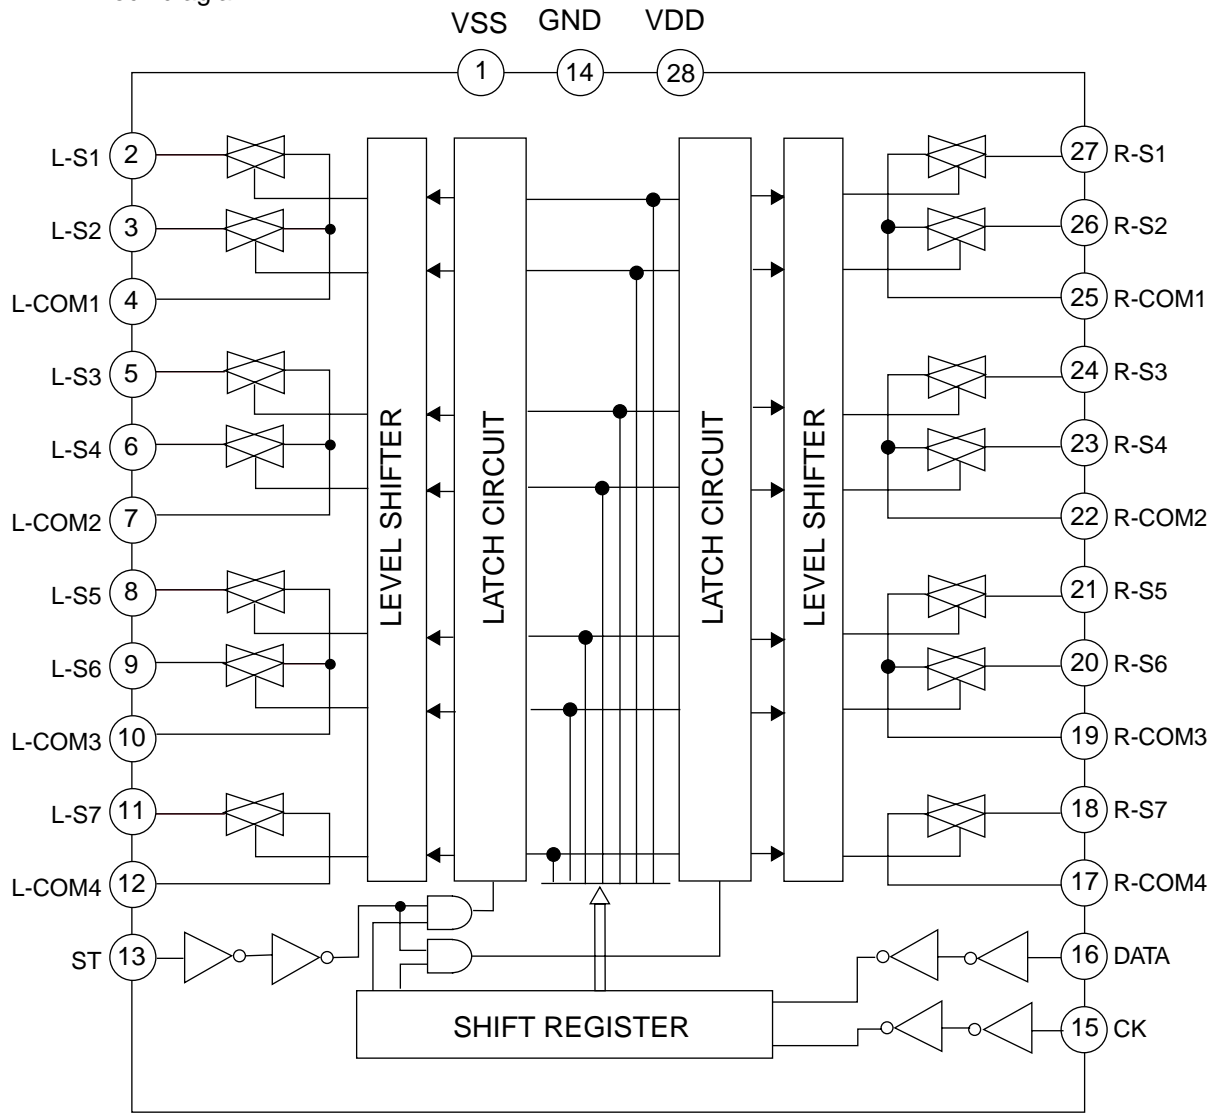 VSS GND VDD
1 14 28
L-S1 2
27 R-S1
L-S2 3
26 R-S2
L-COM1 4
25 R-COM1
L-S3 5
24 R-S3
L-S4 6
23 R-S4
L-COM2 7
22 R-COM2
LEVEL SHIFTER
LATCH CIRCUIT
LATCH CIRCUIT
LEVEL SHIFTER
L-S5 8
21 R-S5
L-S6 9
20 R-S6
L-COM3 10
19 R-COM3
L-S7 11
18 R-S7
L-COM4 12
17 R-COM4
ST 13
16 DATA
SHIFT REGISTER
15 CK